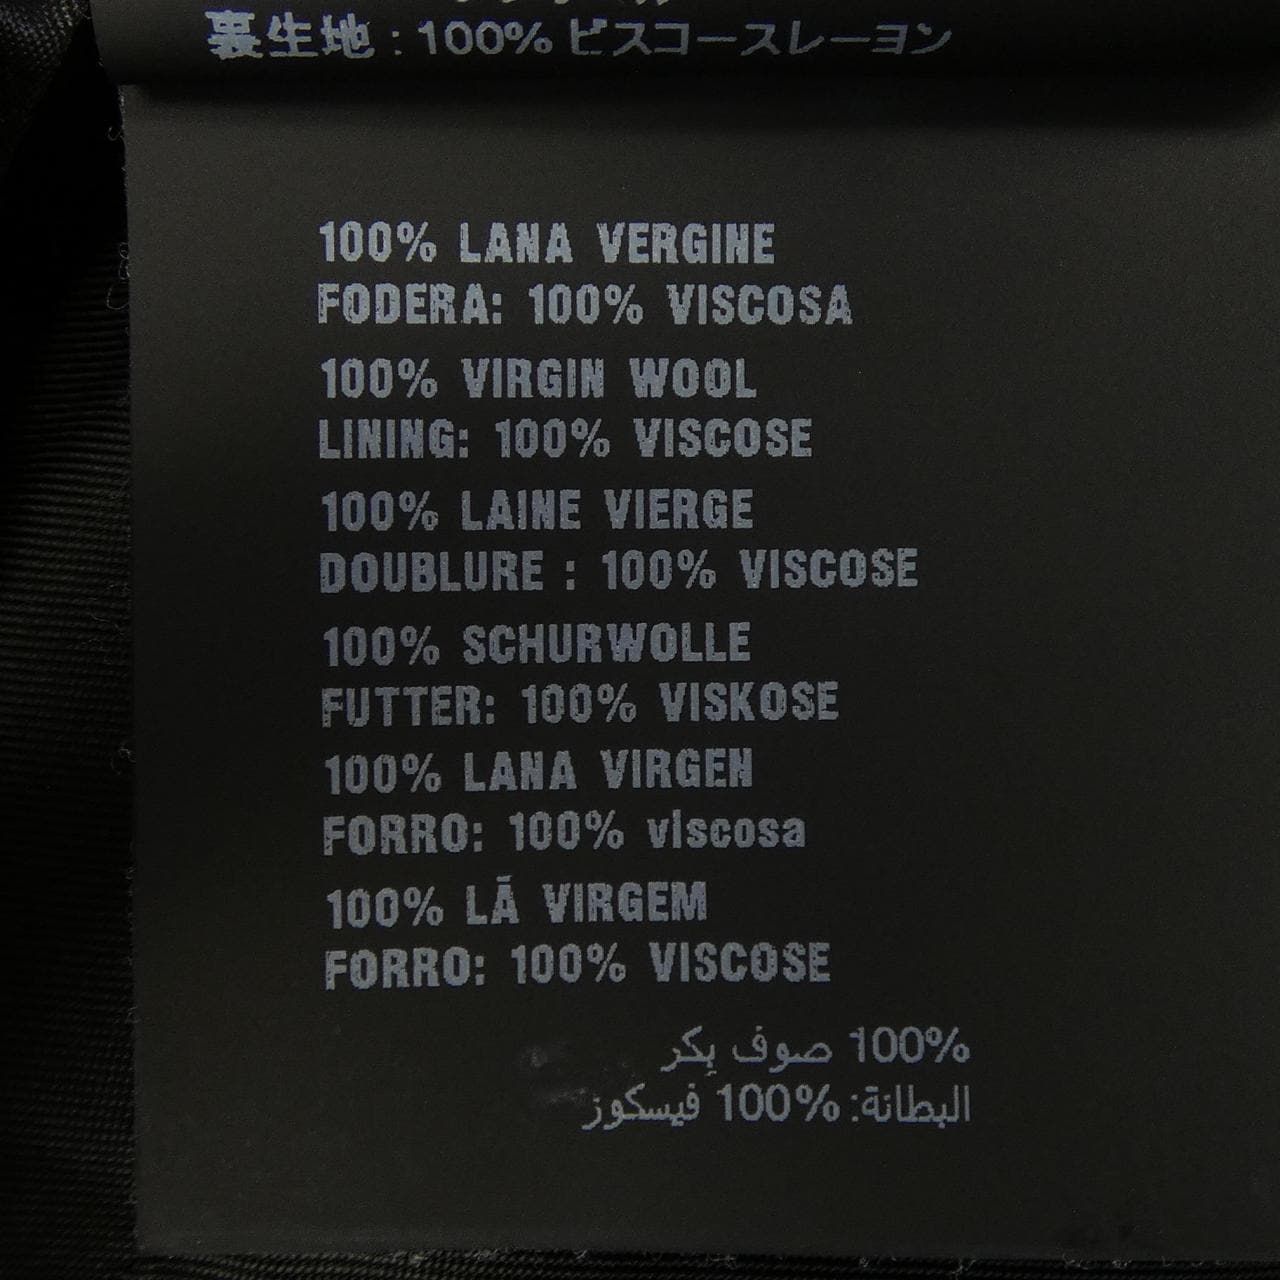 裏生地 : 100% ビスコースレーヨン
100% LANA VERGINE
FODERA: 100% VISCOSA
100% VIRGIN WOOL
LINING: 100% VISCOSE
100% LAINE VIERGE
DOUBLURE : 100% VISCOSE
100% SCHURWOLLE
FUTTER: 100% VISKOSE
100% LANA VIRGEN
FORRO: 100% viscosa
100% LÃ VIRGEM
FORRO: 100% VISCOSE
100% صوف بِكر
البطانة: 100% فيسكوز